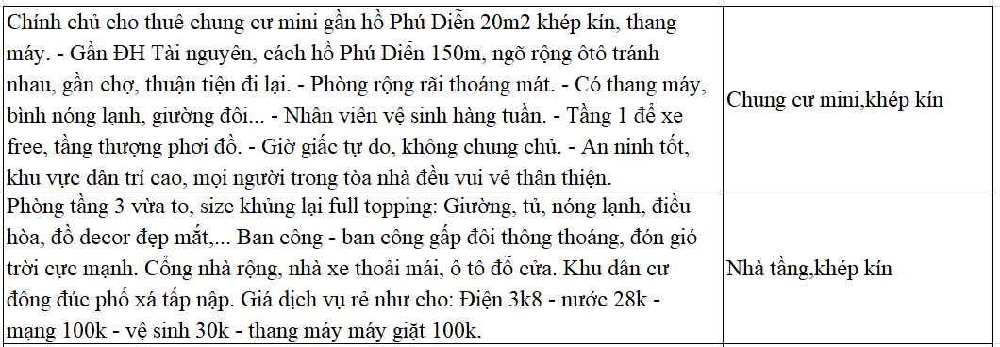 Chính chủ cho thuê chung cư mini gần hồ Phú Diễn 20m2 khép kín, thang
máy. - Gần ĐH Tài nguyên, cách hồ Phú Diễn 150m, ngõ rộng ôtô tránh
nhau, gần chợ, thuận tiện đi lại. - Phòng rộng rãi thoáng mát. - Có thang máy,
bình nóng lạnh, giường đôi... - Nhân viên vệ sinh hàng tuần. - Tầng 1 để xe
free, tầng thượng phơi đồ. - Giờ giấc tự do, không chung chủ. - An ninh tốt,
khu vực dân trí cao, mọi người trong tòa nhà đều vui vẻ thân thiện.
Chung cư mini,khép kín
Phòng tầng 3 vừa to, size khủng lại full topping: Giường, tủ, nóng lạnh, điều
hòa, đồ decor đẹp mắt,... Ban công - ban công gấp đôi thông thoáng, đón gió
trời cực mạnh. Cổng nhà rộng, nhà xe thoải mái, ô tô đỗ cửa. Khu dân cư
đông đúc phố xá tấp nập. Giá dịch vụ rẻ như cho: Điện 3k8 - nước 28k -
mạng 100k - vệ sinh 30k - thang máy máy giặt 100k.
Nhà tầng,khép kín